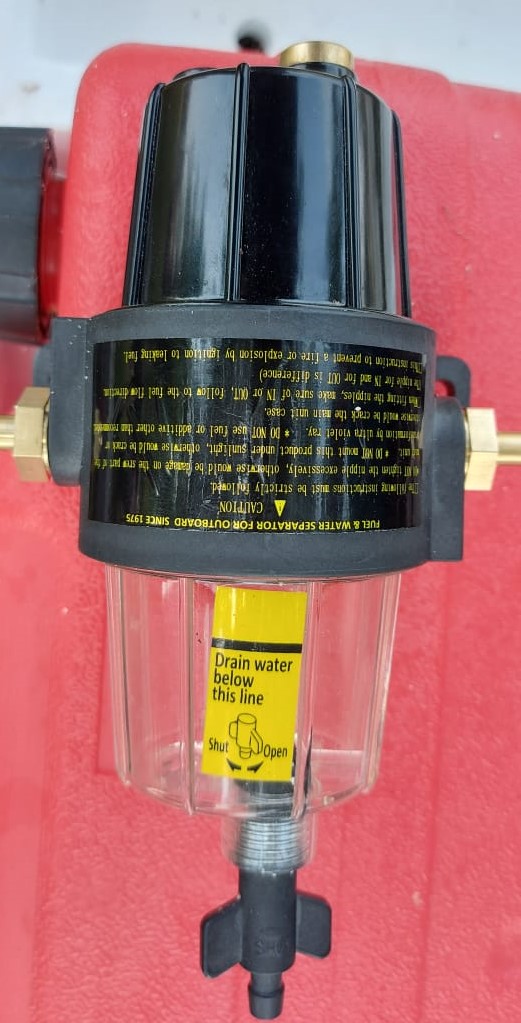 FUEL & WATER SEPARATOR FOR OUTBOARD SINCE 1975
CAUTION
The following instructions must be strictly followed.
NOT tighten the nipple excessively, otherwise would be damage on the screw part of the
unit. * DO NOT mount this product under sunlight, otherwise would be crack or
ultra violet ray. * DO NOT use fuel or additive other than
otherwise would be crack the main unit case.
When fitting the nipples, make sure of IN or OUT, follow to the fuel flow direction.
(The nipple for IN and for OUT is difference)
This instruction to prevent a fire or explosion by ignition to leaking fuel.
Drain water
below
this line
Shut Open